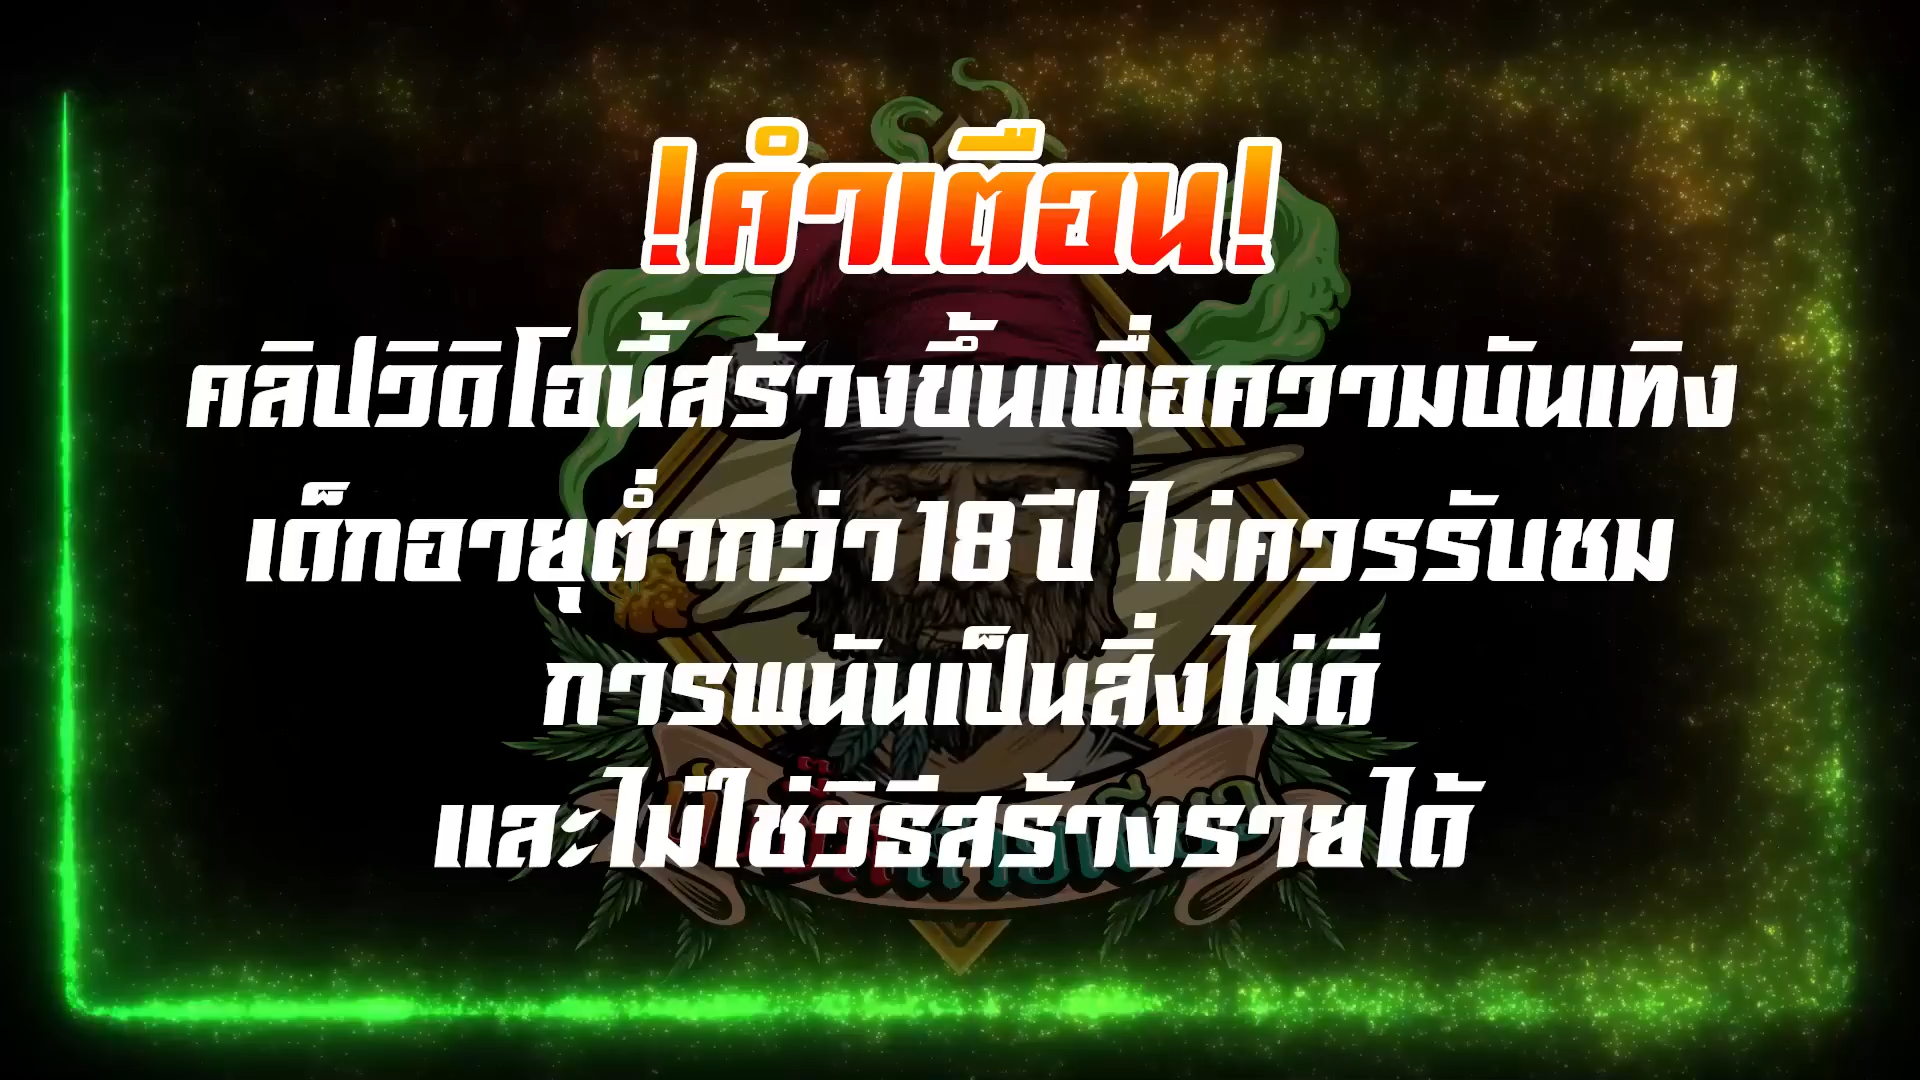 !คำเตือน!
คลิปวิดิโอนี้สร้างขึ้นเพื่อความบันเทิง
เด็กอายุต่ำกว่า18ปี ไม่ควรรับชม
การพนันเป็นสิ่งไม่ดี
และไม่ใช่วิธีสร้างรายได้